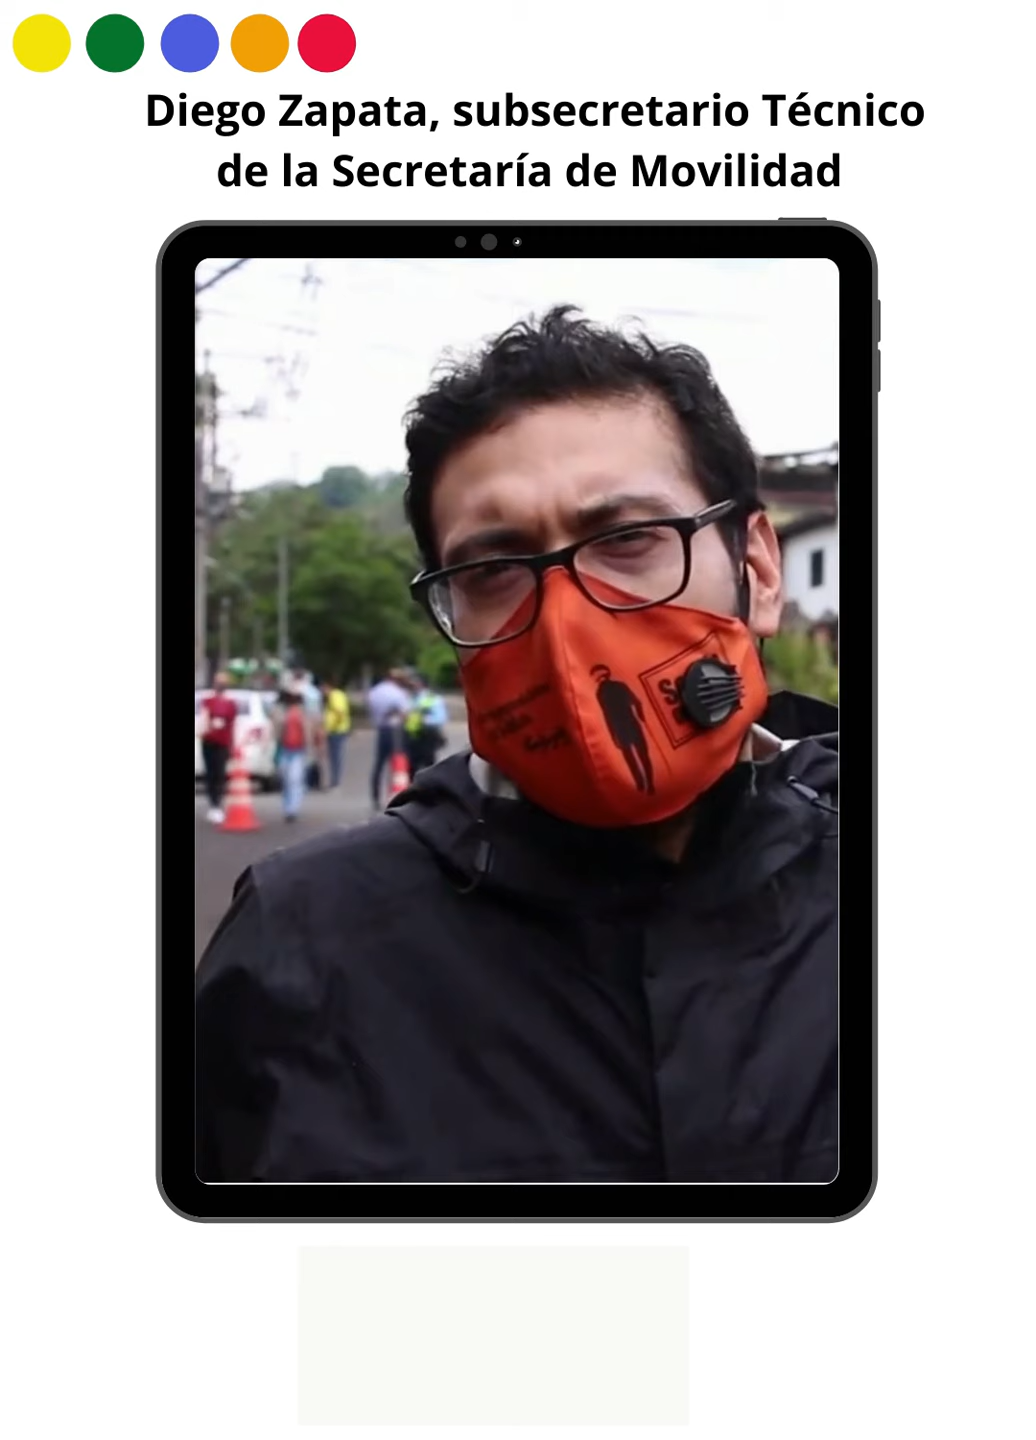 Diego Zapata, subsecretario Técnico
de la Secretaría de Movilidad